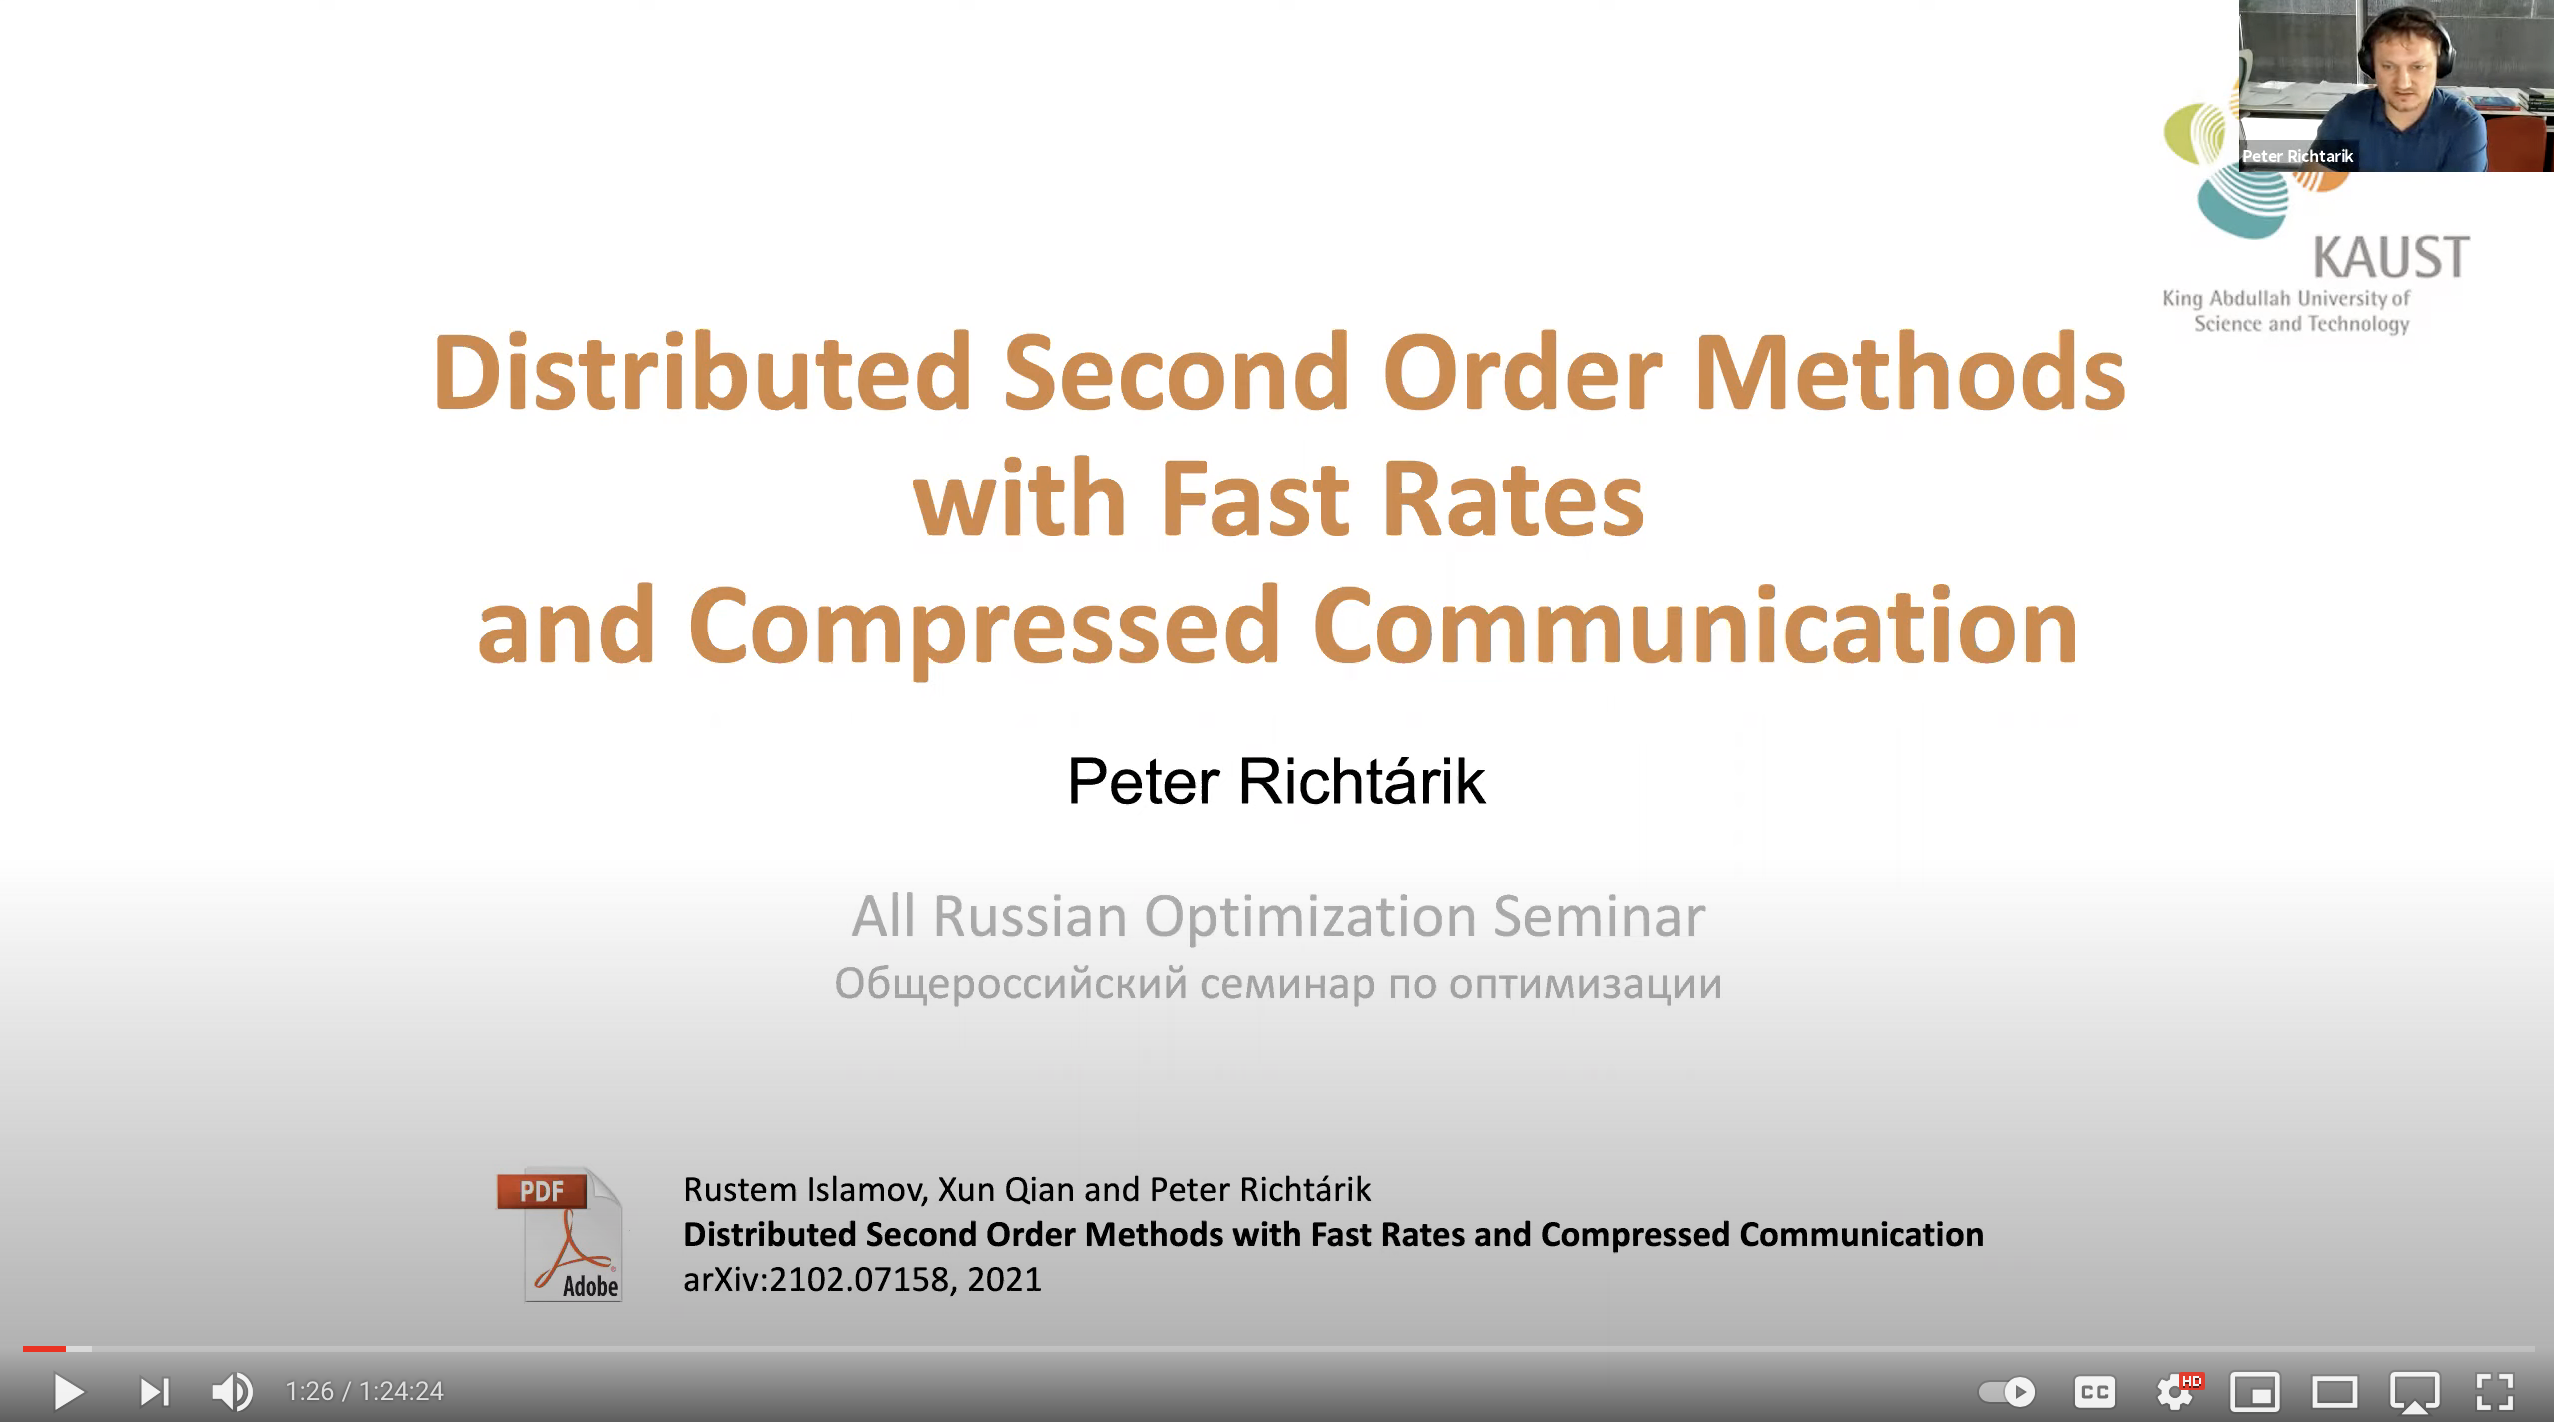 Peter Richtarik
KAUST
King Abdullah University of
Science and Technology
Distributed Second Order Methods
with Fast Rates
and Compressed Communication
Peter Richtárik
All Russian Optimization Seminar
Общероссийский семинар по оптимизации
PDF
Adobe
Rustem Islamov, Xun Qian and Peter Richtárik
Distributed Second Order Methods with Fast Rates and Compressed Communication
arXiv:2102.07158, 2021
1:26 / 1:24:24
CC
HD